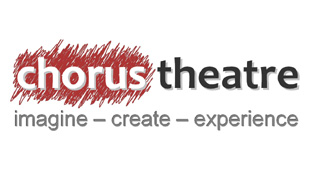 chorus theatre
imagine – create – experience